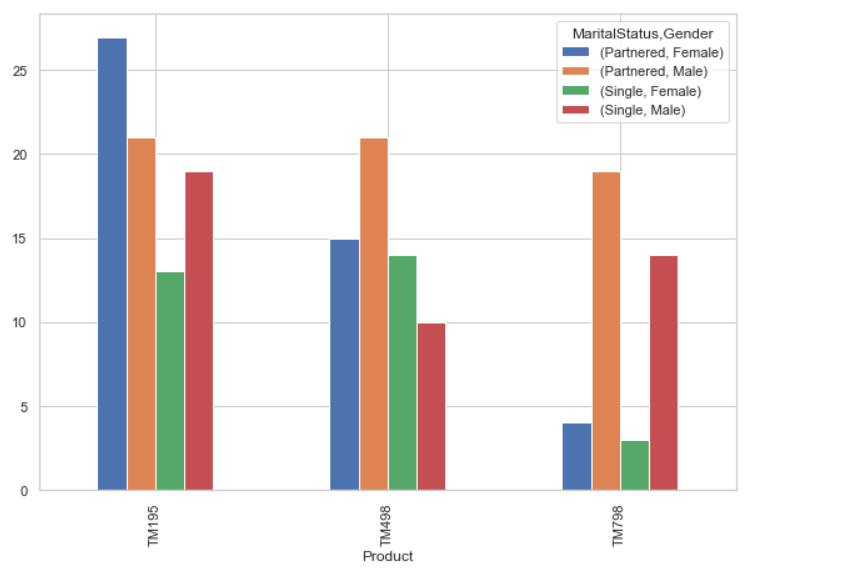 MaritalStatus,Gender
(Partnered, Female)
(Partnered, Male)
(Single, Female)
(Single, Male)
25
20
15
10
5
0
TM195
TM498
TM798
Product